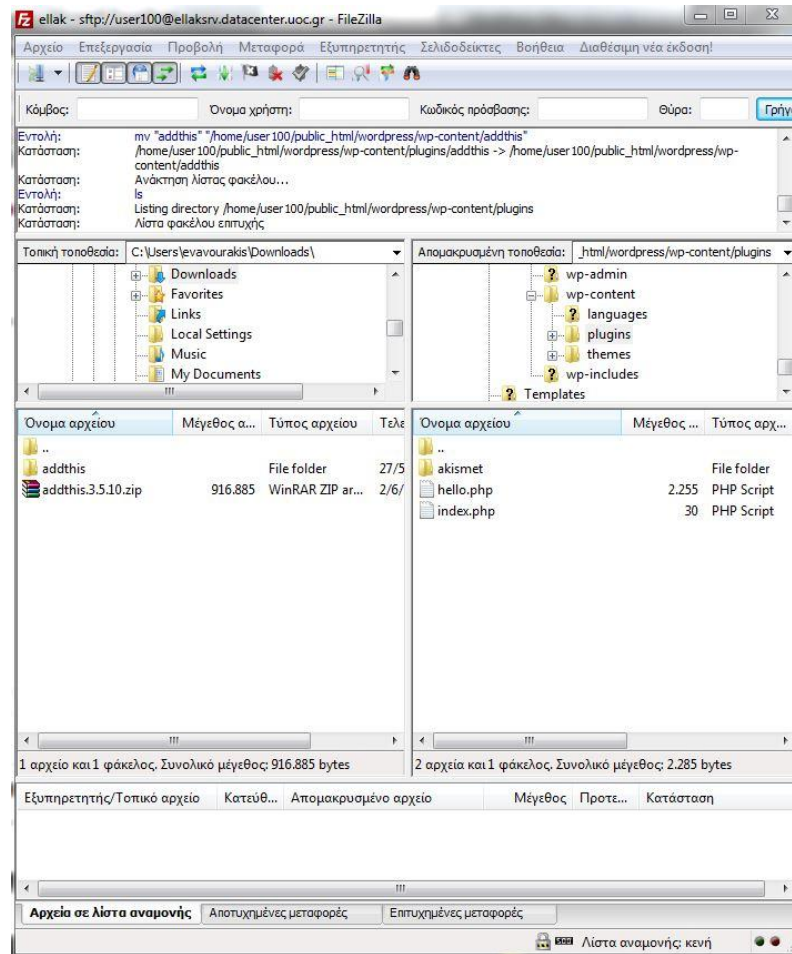 ellak - sftp://user100@ellaksrv.datacenter.uoc.gr - FileZilla
Αρχείο Επεξεργασία Προβολή Μεταφορά Εξυπηρετητής Σελιδοδείκτες Βοήθεια Διαθέσιμη νέα έκδοση!
Κόμβος: Όνομα χρήστη: Κωδικός πρόσβασης: Θύρα: Γρήγ
Εντολή: mv "addthis" "/home/user100/public_html/wordpress/wp-content/addthis"
Κατάσταση: /home/user100/public_html/wordpress/wp-content/plugins/addthis -> /home/user100/public_html/wordpress/wp-
content/addthis
Κατάσταση: Ανάκτηση λίστας φακέλου...
Εντολή: ls
Κατάσταση: Listing directory /home/user100/public_html/wordpress/wp-content/plugins
Κατάσταση: Λίστα φακέλου επιτυχής
Τοπική τοποθεσία: C:\Users\evavourakis\Downloads\
Downloads
Favorites
Links
Local Settings
Music
My Documents
Απομακρυσμένη τοποθεσία: _html/wordpress/wp-content/plugins
wp-admin
wp-content
languages
plugins
themes
wp-includes
Templates
Όνομα αρχείου Μέγεθος α... Τύπος αρχείου Τελε
..
addthis File folder 27/5
addthis.3.5.10.zip 916.885 WinRAR ZIP ar... 2/6/
1 αρχείο και 1 φάκελος. Συνολικό μέγεθος: 916.885 bytes
Όνομα αρχείου Μέγεθος ... Τύπος αρχ...
..
akismet File folder
hello.php 2.255 PHP Script
index.php 30 PHP Script
2 αρχεία και 1 φάκελος. Συνολικό μέγεθος: 2.285 bytes
Εξυπηρετητής/Τοπικό αρχείο Κατεύθ... Απομακρυσμένο αρχείο Μέγεθος Προτε... Κατάσταση
Αρχεία σε λίστα αναμονής Αποτυχημένες μεταφορές Επιτυχημένες μεταφορές
Λίστα αναμονής: κενή